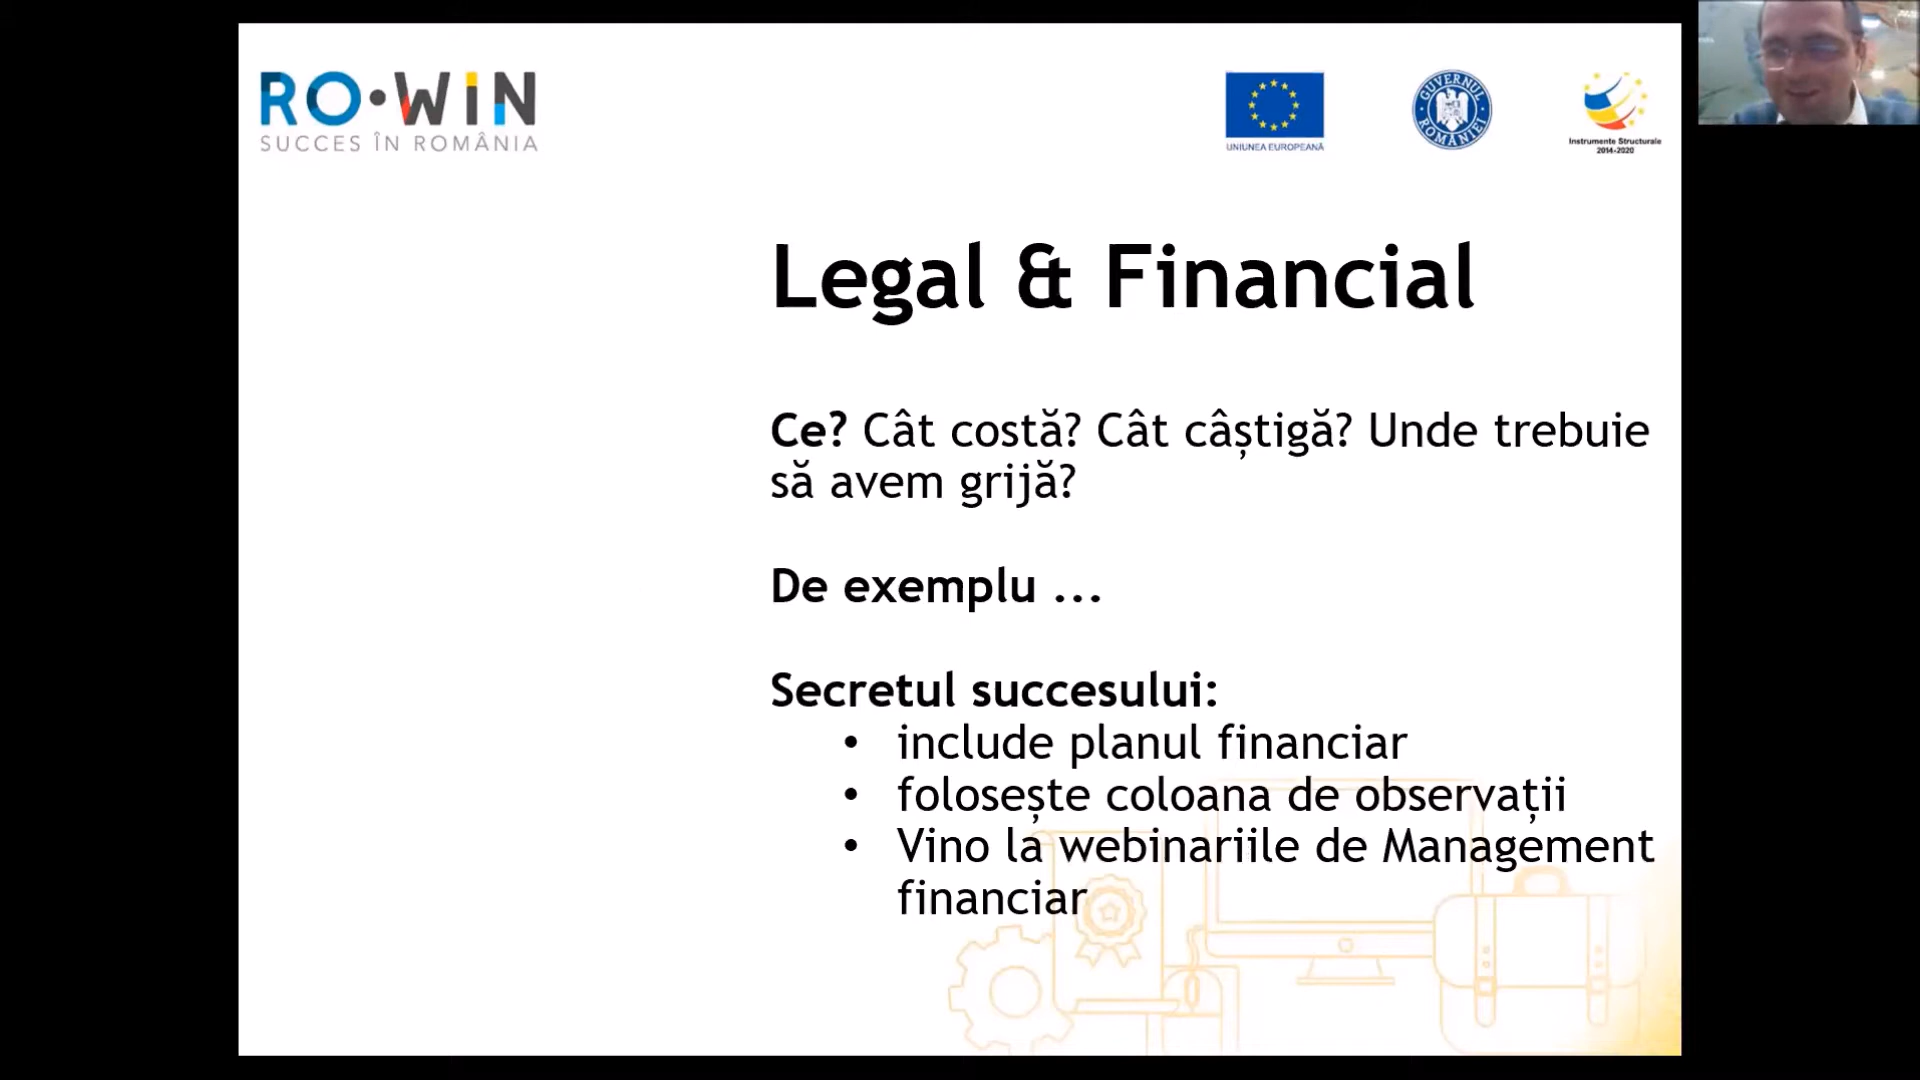 RO•WIN
SUCCES ÎN ROMÂNIA
UNIUNEA EUROPEANĂ
GUVERNUL ROMÂNIEI
Instrumente Structurale
2014-2020
Legal & Financial
Ce? Cât costă? Cât câștigă? Unde trebuie
să avem grijă?
De exemplu ...
Secretul succesului:
• include planul financiar
• folosește coloana de observații
• Vino la webinariile de Management
financiar